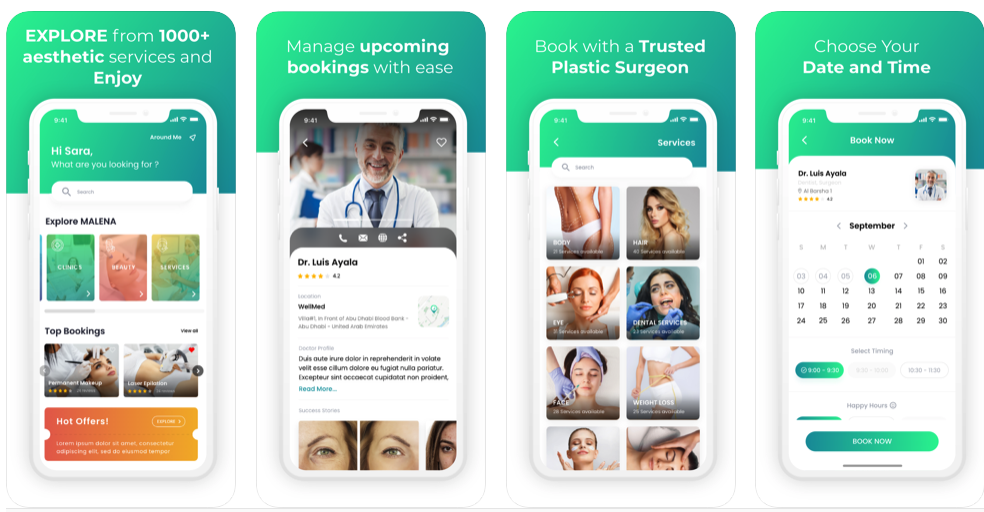 EXPLORE from 1000+
aesthetic services and
Enjoy
9:41
Around Me
Hi Sara,
What are you looking for ?
Search
Explore MALENA
CLINICS
BEAUTY
SERVICES
Top Bookings
View all
Permanent Makeup
Laser Epilation
Hot Offers!
EXPLORE >
Lorem ipsum dolor sit amet, consectetur
adipiscing elit, sed do eiusmod tempor
Manage upcoming
bookings with ease
9:41
Dr. Luis Ayala
4.2
Location
WellMed
Villa#1, in Front of Abu Dhabi Blood Bank -
Abu Dhabi - United Arab Emirates
Doctor Profile
Duis aute irure dolor in reprehenderit in volate
velit esse cillum dolore eu fugiat nulla pariatur.
Excepteur sint occaecat cupidatat non proident,
Read More...
Success Stories
Book with a Trusted
Plastic Surgeon
9:41
Services
Search
BODY
21 Services available
HAIR
40 Services available
EYE
31 Services available
DENTAL SERVICES
23 Services available
FACE
28 Services available
WEIGHT LOSS
25 Services available
Choose Your
Date and Time
9:41
Book Now
Dr. Luis Ayala
Dentist, Surgeon
Al Barsha 1
4.2
< September >
S M T W T F S
01 02
03 04 05 06 07 08 09
10 11 12 13 14 15 16
17 18 19 20 21 22 23
24 25 26 27 28 29 30
Select Timing
9:00 - 9:30
10:30 - 11:30
Happy Hours
BOOK NOW